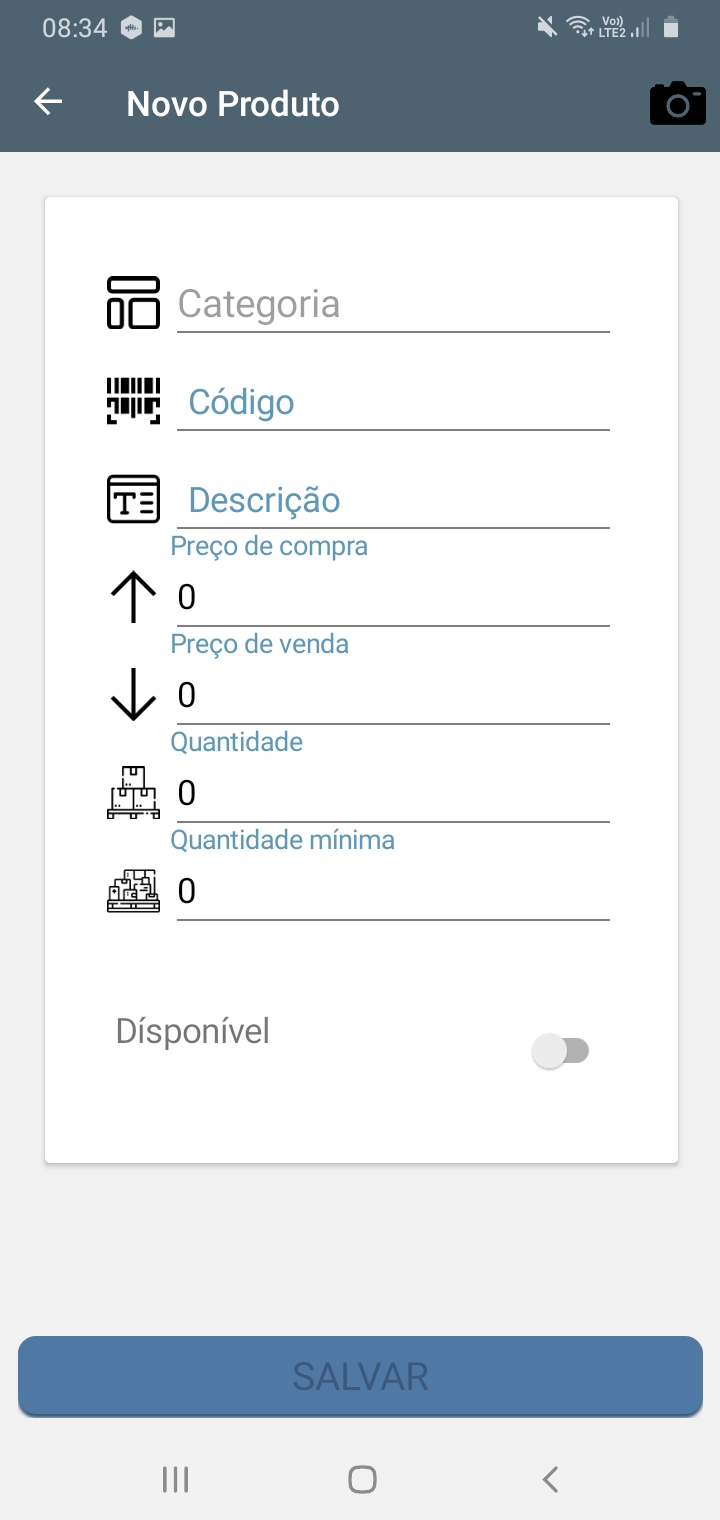 08:34
Vo))
LTE2
Novo Produto
Categoria
Código
Descrição
Preço de compra
0
Preço de venda
0
Quantidade
0
Quantidade mínima
0
Dísponível
SALVAR